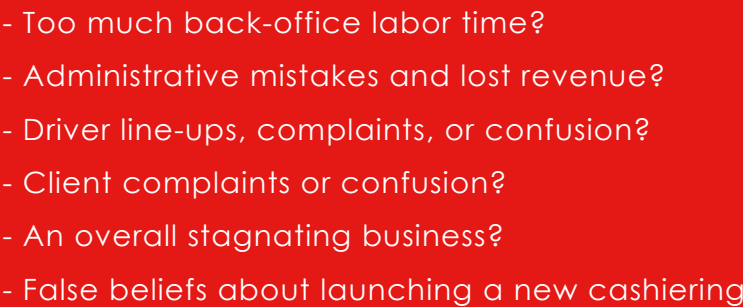 - Too much back-office labor time?
- Administrative mistakes and lost revenue?
- Driver line-ups, complaints, or confusion?
- Client complaints or confusion?
- An overall stagnating business?
- False beliefs about launching a new cashiering